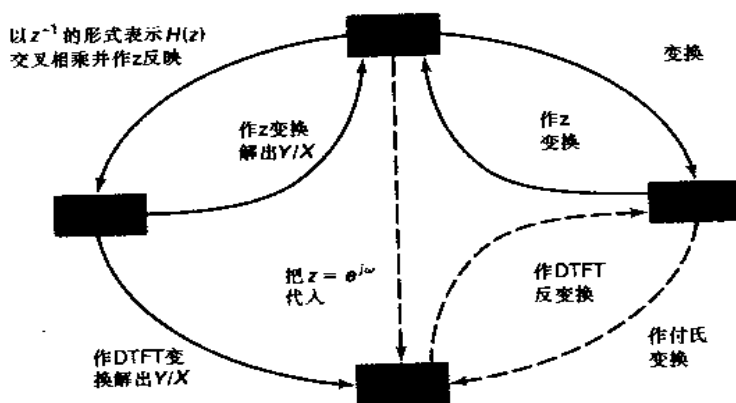 以z⁻¹的形式表示H(z)
交叉相乘并作z反映
变换
作z变换
解出Y/X
作z
变换
把z = e^{jω}
代入
作DTFT
反变换
作DTFT变
换解出Y/X
作付氏
变换